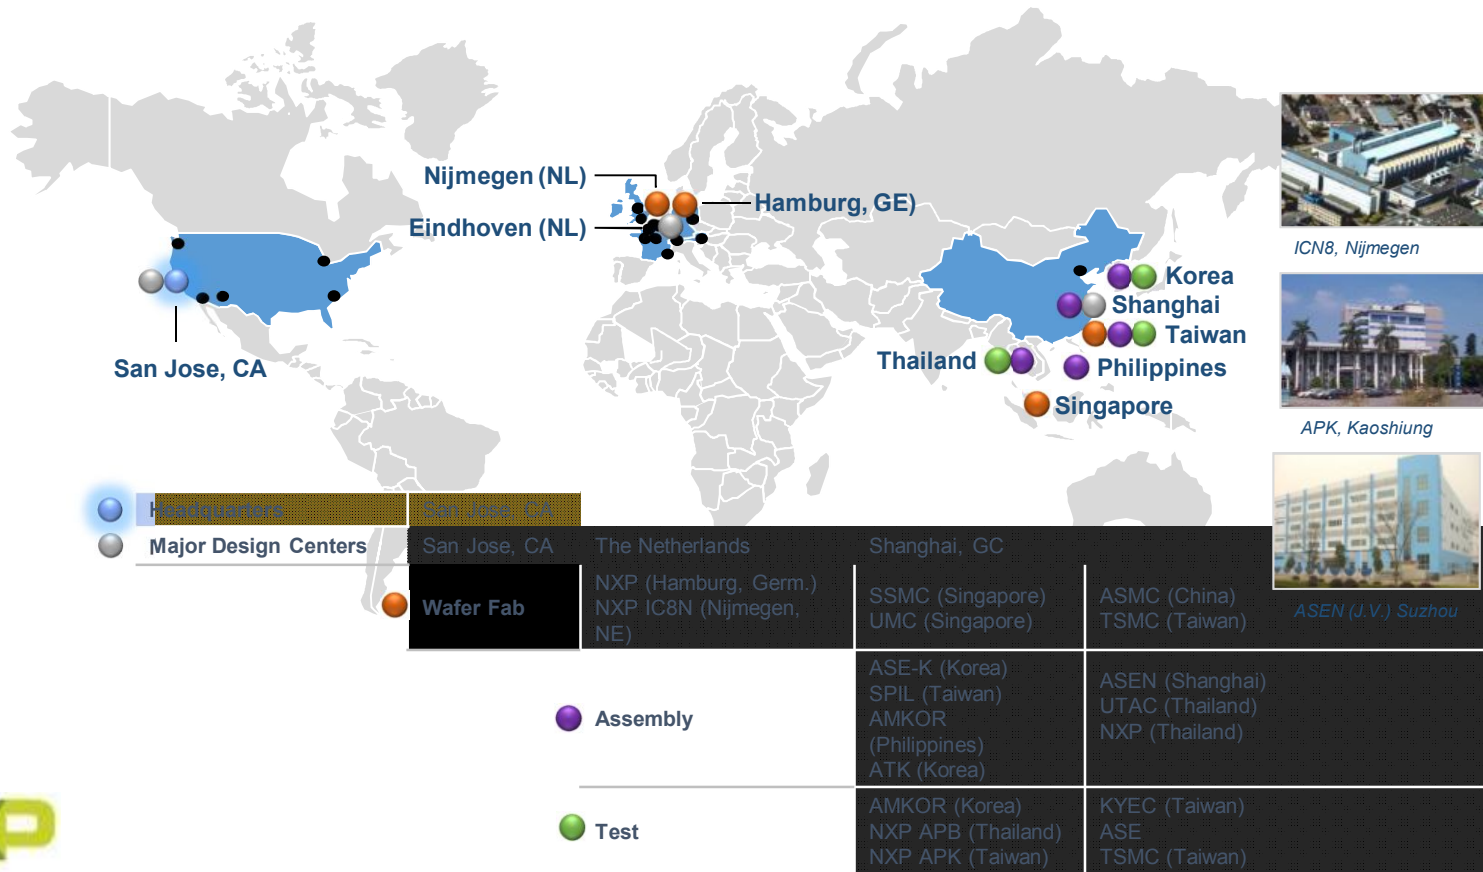 Nijmegen (NL)
Hamburg, GE)
Eindhoven (NL)
San Jose, CA
Korea
Shanghai
Taiwan
Thailand
Philippines
Singapore
ICN8, Nijmegen
APK, Kaoshiung
ASEN (J.V.) Suzhou
Headquarters
San Jose, CA
Major Design Centers
San Jose, CA
The Netherlands
Shanghai, GC
Wafer Fab
NXP (Hamburg, Germ.)
NXP IC8N (Nijmegen,
NE)
SSMC (Singapore)
UMC (Singapore)
ASMC (China)
TSMC (Taiwan)
Assembly
ASE-K (Korea)
SPIL (Taiwan)
AMKOR
(Philippines)
ATK (Korea)
ASEN (Shanghai)
UTAC (Thailand)
NXP (Thailand)
Test
AMKOR (Korea)
NXP APB (Thailand)
NXP APK (Taiwan)
KYEC (Taiwan)
ASE
TSMC (Taiwan)
P